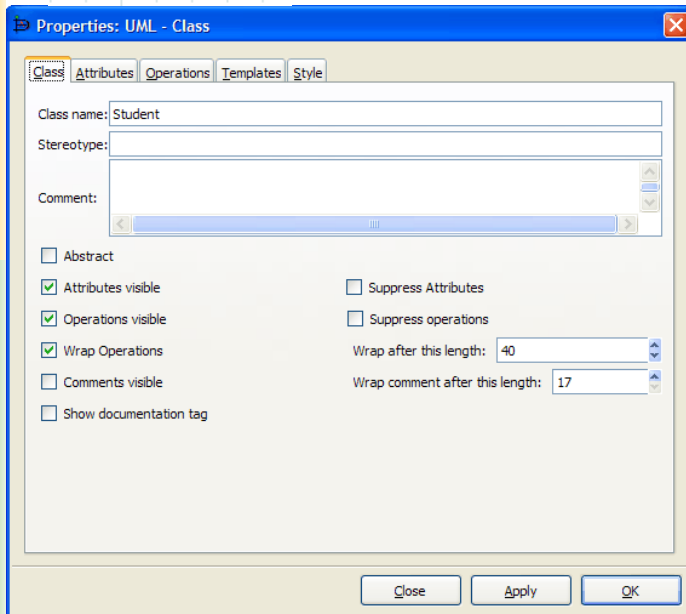 Properties: UML - Class
Class Attributes Operations Templates Style
Class name: Student
Stereotype:
Comment:
Abstract
Attributes visible Suppress Attributes
Operations visible Suppress operations
Wrap Operations Wrap after this length: 40
Comments visible Wrap comment after this length: 17
Show documentation tag
Close Apply OK